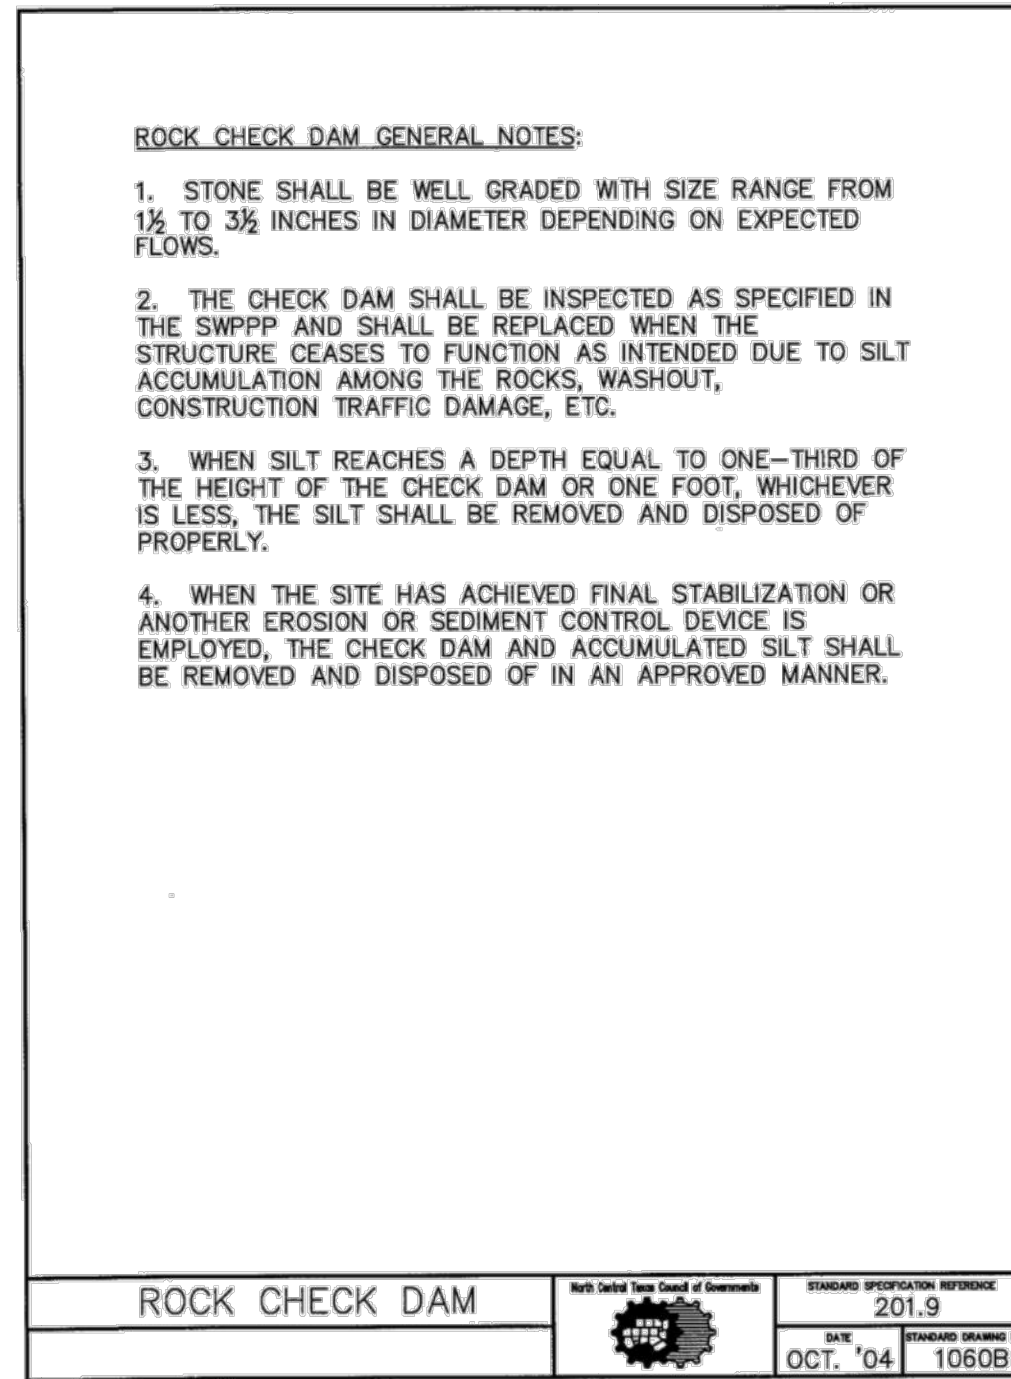 ROCK CHECK DAM GENERAL NOTES:
1. STONE SHALL BE WELL GRADED WITH SIZE RANGE FROM
1½ TO 3½ INCHES IN DIAMETER DEPENDING ON EXPECTED
FLOWS.
2. THE CHECK DAM SHALL BE INSPECTED AS SPECIFIED IN
THE SWPPP AND SHALL BE REPLACED WHEN THE
STRUCTURE CEASES TO FUNCTION AS INTENDED DUE TO SILT
ACCUMULATION AMONG THE ROCKS, WASHOUT,
CONSTRUCTION TRAFFIC DAMAGE, ETC.
3. WHEN SILT REACHES A DEPTH EQUAL TO ONE-THIRD OF
THE HEIGHT OF THE CHECK DAM OR ONE FOOT, WHICHEVER
IS LESS, THE SILT SHALL BE REMOVED AND DISPOSED OF
PROPERLY.
4. WHEN THE SITE HAS ACHIEVED FINAL STABILIZATION OR
ANOTHER EROSION OR SEDIMENT CONTROL DEVICE IS
EMPLOYED, THE CHECK DAM AND ACCUMULATED SILT SHALL
BE REMOVED AND DISPOSED OF IN AN APPROVED MANNER.
ROCK CHECK DAM
North Central Texas Council of Governments
STANDARD SPECIFICATION REFERENCE
201.9
DATE
OCT. '04
STANDARD DRAWING
1060B